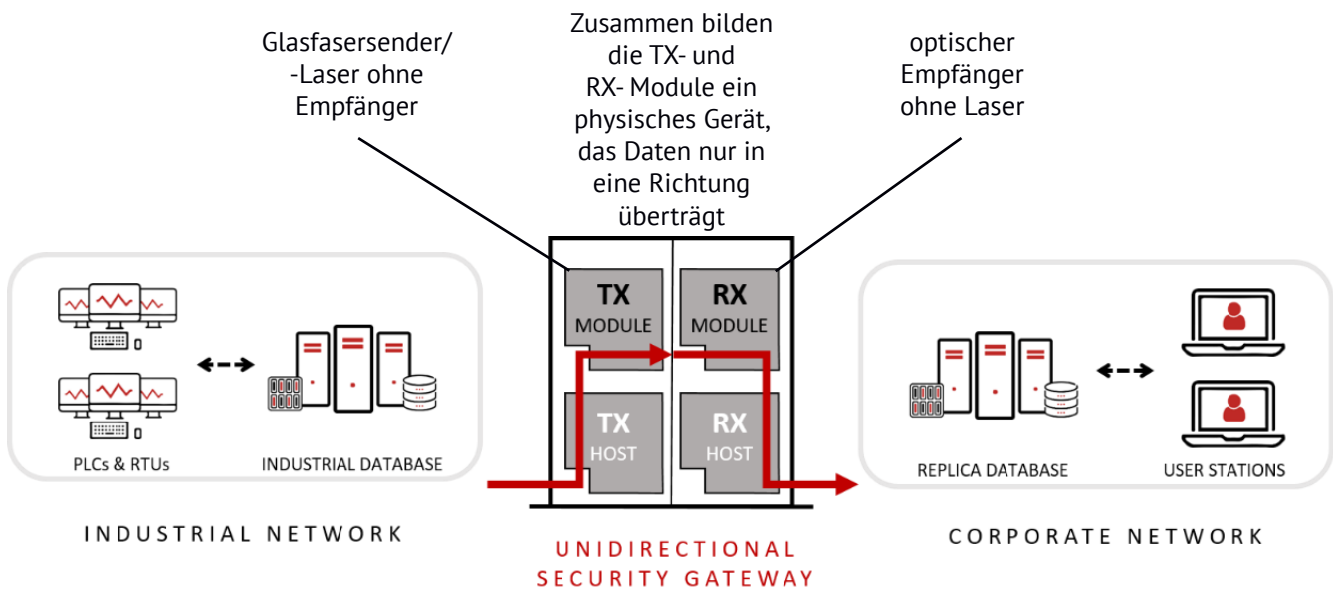 Glasfasersender/
-Laser ohne
Empfänger
Zusammen bilden
die TX- und
RX- Module ein
physisches Gerät,
das Daten nur in
eine Richtung
überträgt
optischer
Empfänger
ohne Laser
TX
MODULE
RX
MODULE
TX
HOST
RX
HOST
PLCs & RTUs
INDUSTRIAL DATABASE
REPLICA DATABASE
USER STATIONS
INDUSTRIAL NETWORK
UNIDIRECTIONAL
SECURITY GATEWAY
CORPORATE NETWORK